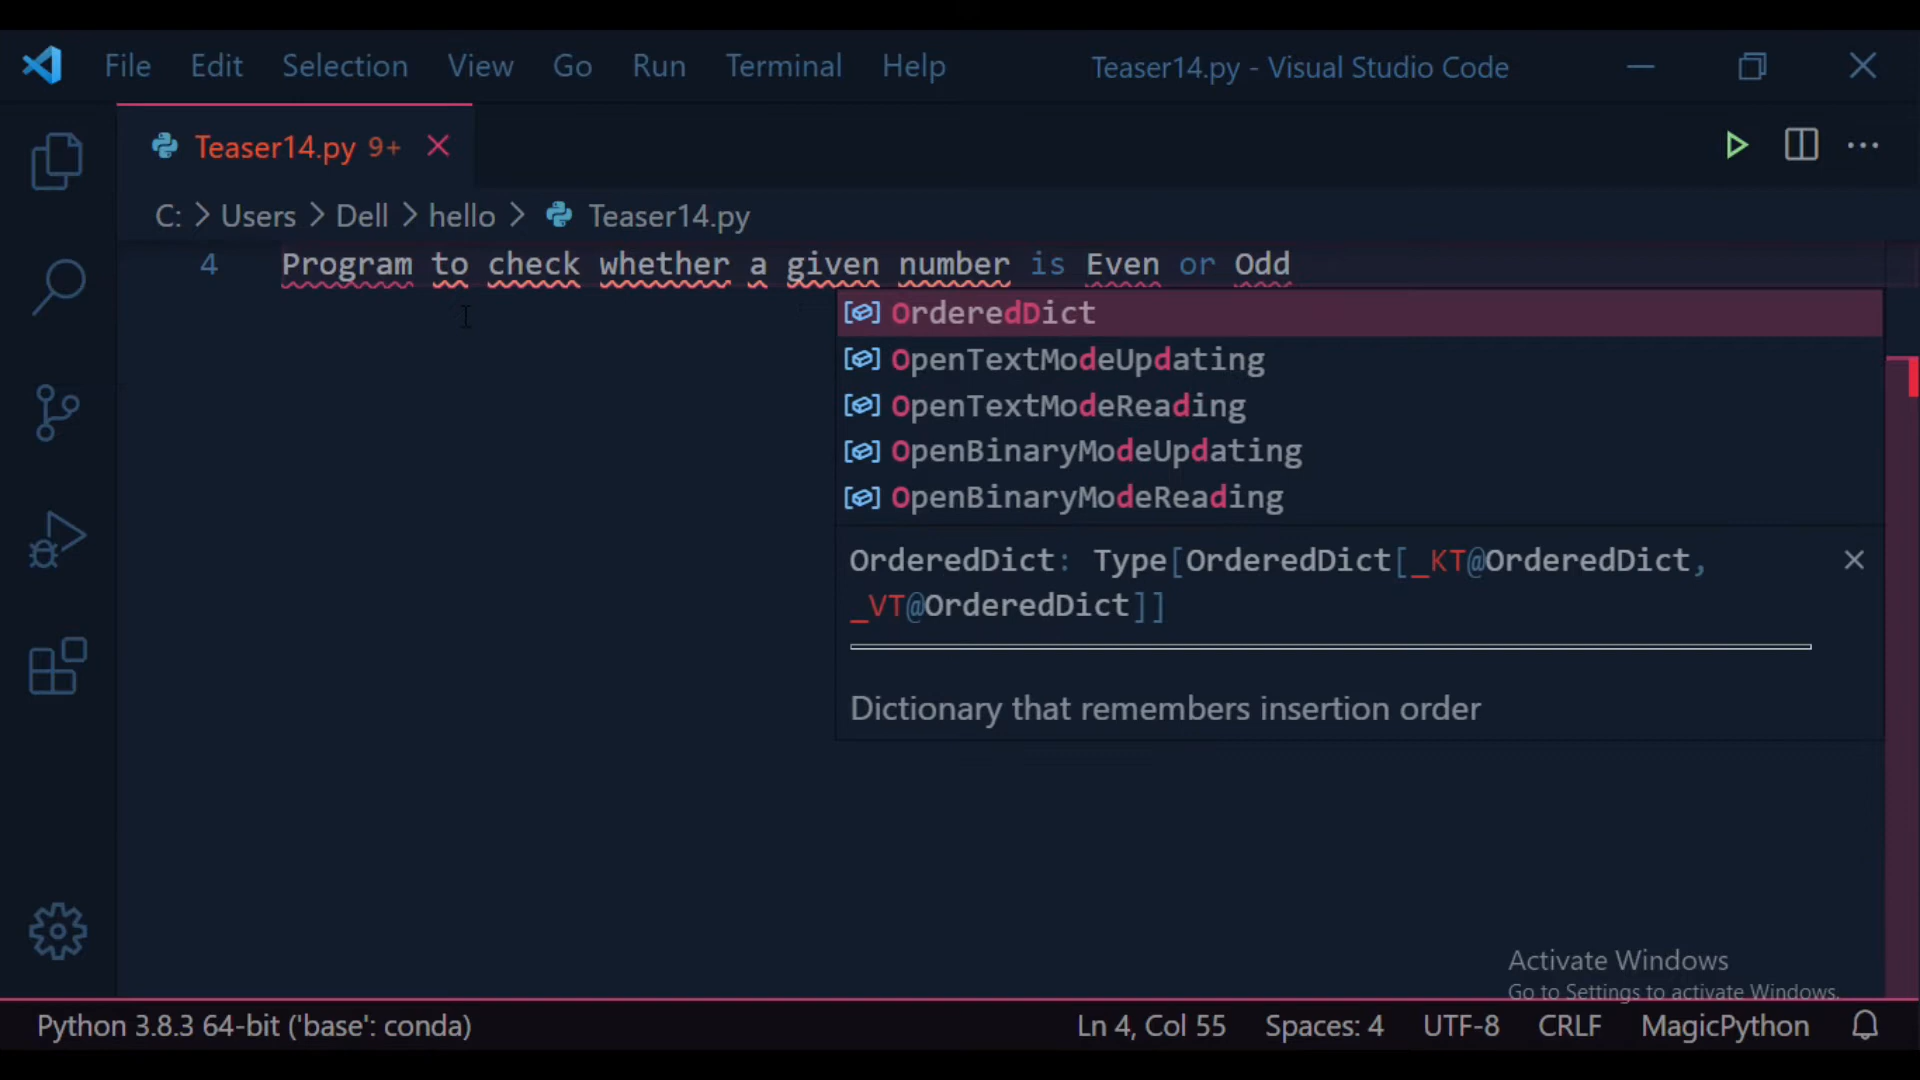 File Edit Selection View Go Run Terminal Help Teaser14.py - Visual Studio Code
Teaser14.py 9+
C: > Users > Dell > hello > Teaser14.py
4 Program to check whether a given number is Even or Odd
OrderedDict
OpenTextModeUpdating
OpenTextModeReading
OpenBinaryModeUpdating
OpenBinaryModeReading
OrderedDict: Type[OrderedDict[_KT@OrderedDict,
_VT@OrderedDict]]
Dictionary that remembers insertion order
Activate Windows
Go to Settings to activate Windows.
Python 3.8.3 64-bit ('base': conda) Ln 4, Col 55 Spaces: 4 UTF-8 CRLF MagicPython